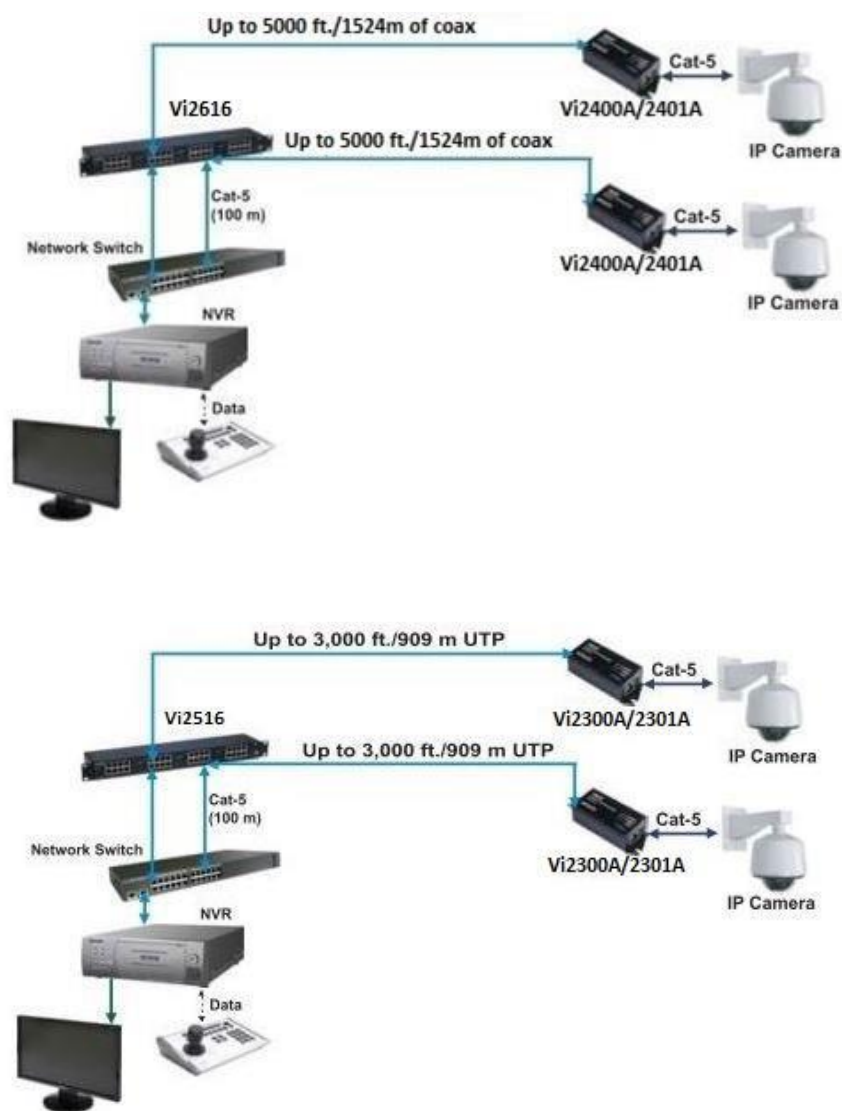 Up to 5000 ft./1524m of coax
Cat-5
Vi2616
Vi2400A/2401A
IP Camera
Up to 5000 ft./1524m of coax
Cat-5
(100 m)
Cat-5
Network Switch
Vi2400A/2401A
IP Camera
NVR
Data
Up to 3,000 ft./909 m UTP
Cat-5
Vi2516
Vi2300A/2301A
IP Camera
Up to 3,000 ft./909 m UTP
Cat-5
(100 m)
Cat-5
Network Switch
Vi2300A/2301A
IP Camera
NVR
Data